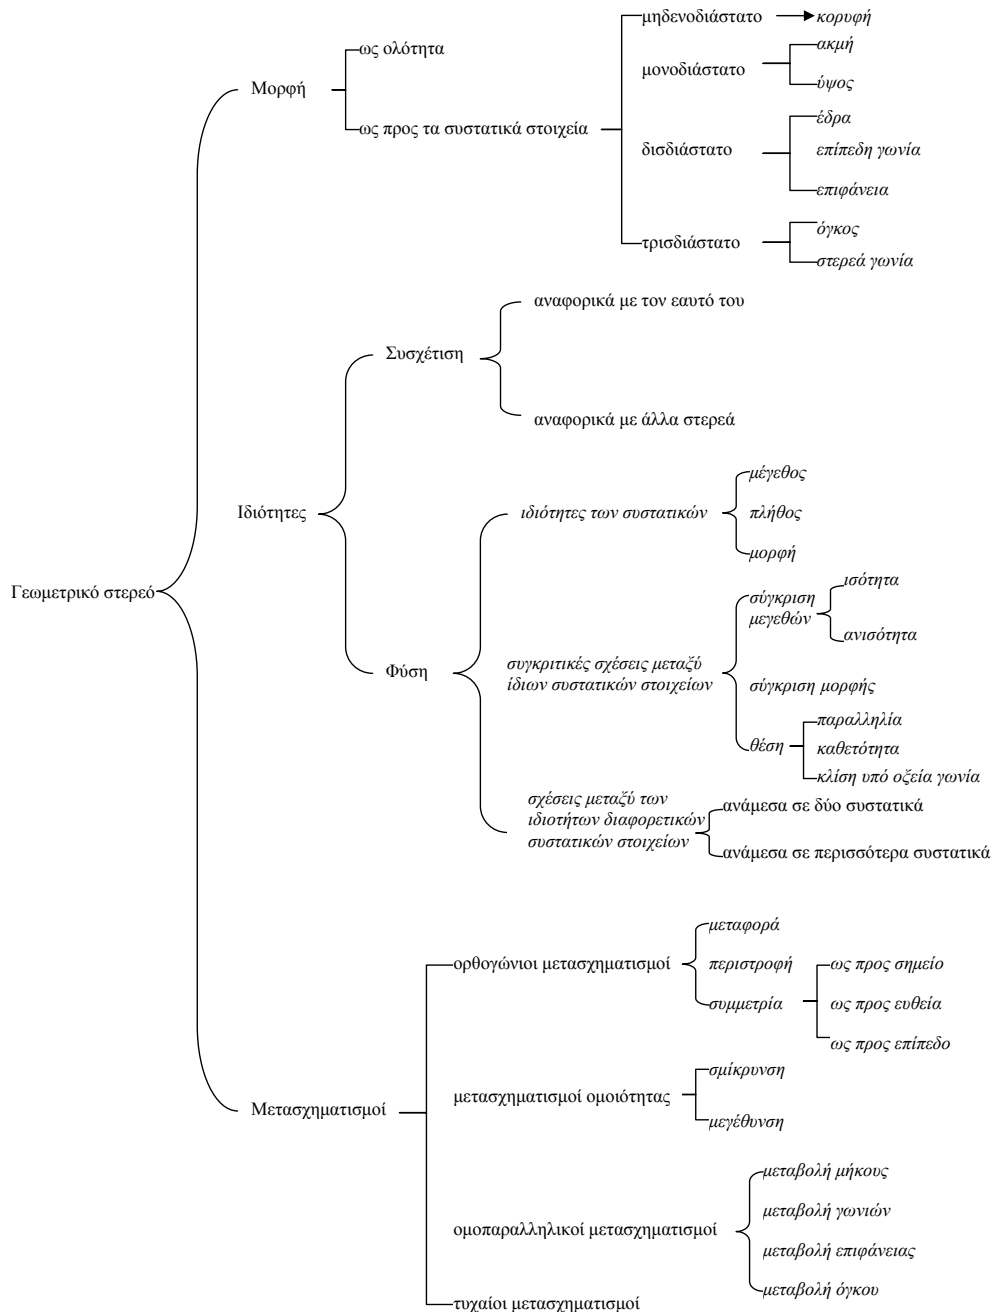 Γεωμετρικό στερεό
Μορφή
ως ολότητα
ως προς τα συστατικά στοιχεία
μηδενοδιάστατο
κορυφή
μονοδιάστατο
ακμή
ύψος
δισδιάστατο
έδρα
επίπεδη γωνία
επιφάνεια
τρισδιάστατο
όγκος
στερεά γωνία
Ιδιότητες
Συσχέτιση
αναφορικά με τον εαυτό του
αναφορικά με άλλα στερεά
Φύση
ιδιότητες των συστατικών
μέγεθος
πλήθος
μορφή
συγκριτικές σχέσεις μεταξύ
ίδιων συστατικών στοιχείων
σύγκριση
μεγεθών
ισότητα
ανισότητα
σύγκριση μορφής
θέση
παραλληλία
καθετότητα
κλίση υπό οξεία γωνία
σχέσεις μεταξύ των
ιδιοτήτων διαφορετικών
συστατικών στοιχείων
ανάμεσα σε δύο συστατικά
ανάμεσα σε περισσότερα συστατικά
Μετασχηματισμοί
ορθογώνιοι μετασχηματισμοί
μεταφορά
περιστροφή
συμμετρία
ως προς σημείο
ως προς ευθεία
ως προς επίπεδο
μετασχηματισμοί ομοιότητας
σμίκρυνση
μεγέθυνση
ομοπαραλληλικοί μετασχηματισμοί
μεταβολή μήκους
μεταβολή γωνιών
μεταβολή επιφάνειας
μεταβολή όγκου
τυχαίοι μετασχηματισμοί